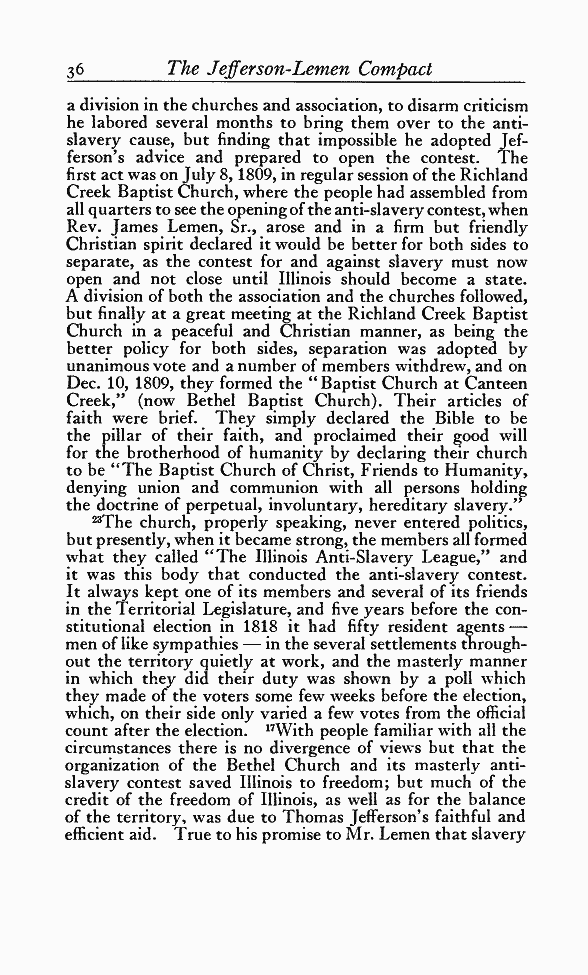 36 The Jefferson-Lemen Compact
a division in the churches and association, to disarm criticism
he labored several months to bring them over to the anti-
slavery cause, but finding that impossible he adopted Jef-
ferson's advice and prepared to open the contest. The
first act was on July 8, 1809, in regular session of the Richland
Creek Baptist Church, where the people had assembled from
all quarters to see the opening of the anti-slavery contest, when
Rev. James Lemen, Sr., arose and in a firm but friendly
Christian spirit declared it would be better for both sides to
separate, as the contest for and against slavery must now
open and not close until Illinois should become a state.
A division of both the association and the churches followed,
but finally at a great meeting at the Richland Creek Baptist
Church in a peaceful and Christian manner, as being the
better policy for both sides, separation was adopted by
unanimous vote and a number of members withdrew, and on
Dec. 10, 1809, they formed the "Baptist Church at Canteen
Creek," (now Bethel Baptist Church). Their articles of
faith were brief. They simply declared the Bible to be
the pillar of their faith, and proclaimed their good will
for the brotherhood of humanity by declaring their church
to be "The Baptist Church of Christ, Friends to Humanity,
denying union and communion with all persons holding
the doctrine of perpetual, involuntary, hereditary slavery."
²³The church, properly speaking, never entered politics,
but presently, when it became strong, the members all formed
what they called "The Illinois Anti-Slavery League," and
it was this body that conducted the anti-slavery contest.
It always kept one of its members and several of its friends
in the Territorial Legislature, and five years before the con-
stitutional election in 1818 it had fifty resident agents —
men of like sympathies — in the several settlements through-
out the territory quietly at work, and the masterly manner
in which they did their duty was shown by a poll which
they made of the voters some few weeks before the election,
which, on their side only varied a few votes from the official
count after the election. ¹⁷With people familiar with all the
circumstances there is no divergence of views but that the
organization of the Bethel Church and its masterly anti-
slavery contest saved Illinois to freedom; but much of the
credit of the freedom of Illinois, as well as for the balance
of the territory, was due to Thomas Jefferson's faithful and
efficient aid. True to his promise to Mr. Lemen that slavery